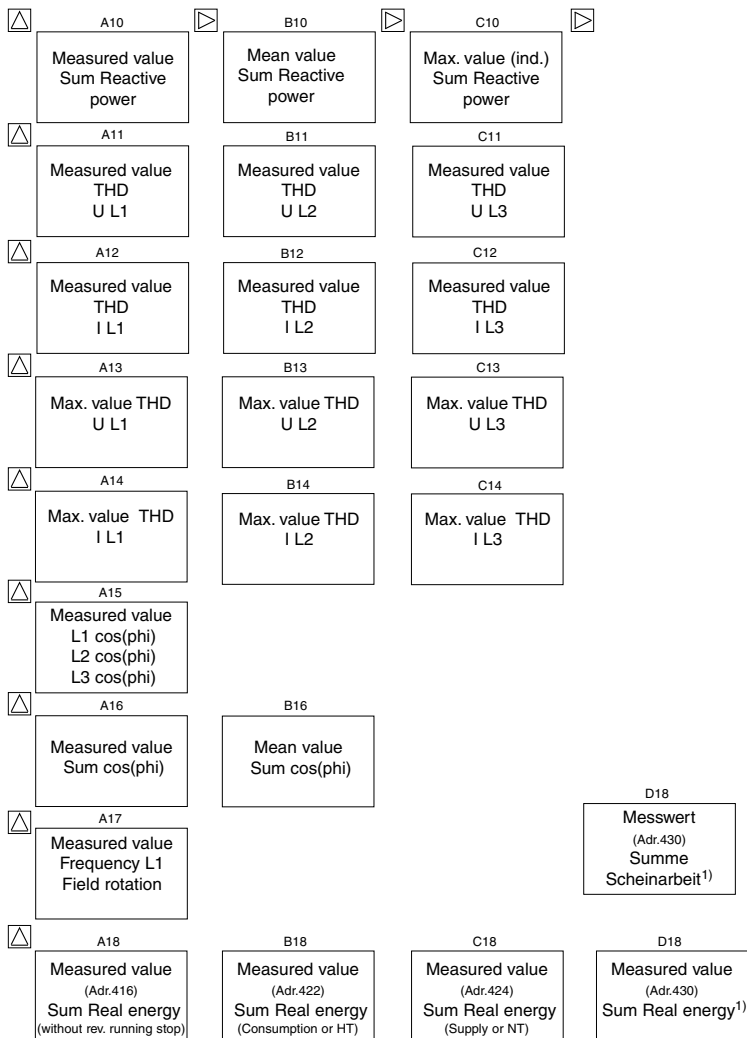 A10
B10
C10
Measured value
Sum Reactive
power
Mean value
Sum Reactive
power
Max. value (ind.)
Sum Reactive
power
A11
B11
C11
Measured value
THD
U L1
Measured value
THD
U L2
Measured value
THD
U L3
A12
B12
C12
Measured value
THD
I L1
Measured value
THD
I L2
Measured value
THD
I L3
A13
B13
C13
Max. value THD
U L1
Max. value THD
U L2
Max. value THD
U L3
A14
B14
C14
Max. value THD
I L1
Max. value THD
I L2
Max. value THD
I L3
A15
Measured value
L1 cos(phi)
L2 cos(phi)
L3 cos(phi)
A16
B16
Measured value
Sum cos(phi)
Mean value
Sum cos(phi)
D18
Messwert
(Adr.430)
Summe
Scheinarbeit1)
A17
Measured value
Frequency L1
Field rotation
A18
B18
C18
D18
Measured value
(Adr.416)
Sum Real energy
(without rev. running stop)
Measured value
(Adr.422)
Sum Real energy
(Consumption or HT)
Measured value
(Adr.424)
Sum Real energy
(Supply or NT)
Measured value
(Adr.430)
Sum Real energy1)